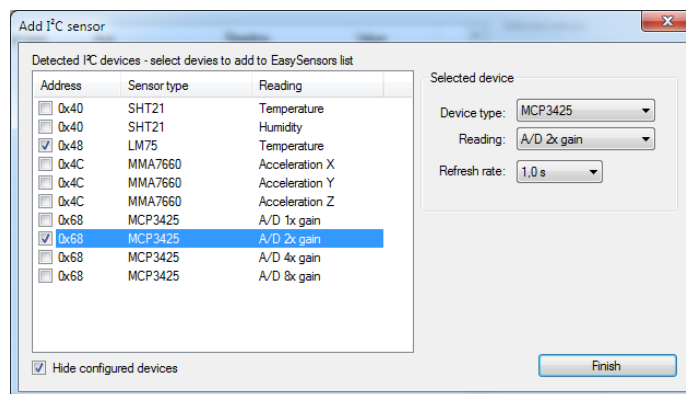 Add I²C sensor
Detected I²C devices - select devies to add to EasySensors list
Address Sensor type Reading
0x40 SHT21 Temperature
0x40 SHT21 Humidity
0x48 LM75 Temperature
0x4C MMA7660 Acceleration X
0x4C MMA7660 Acceleration Y
0x4C MMA7660 Acceleration Z
0x68 MCP3425 A/D 1x gain
0x68 MCP3425 A/D 2x gain
0x68 MCP3425 A/D 4x gain
0x68 MCP3425 A/D 8x gain
Hide configured devices
Selected device
Device type: MCP3425
Reading: A/D 2x gain
Refresh rate: 1,0 s
Finish